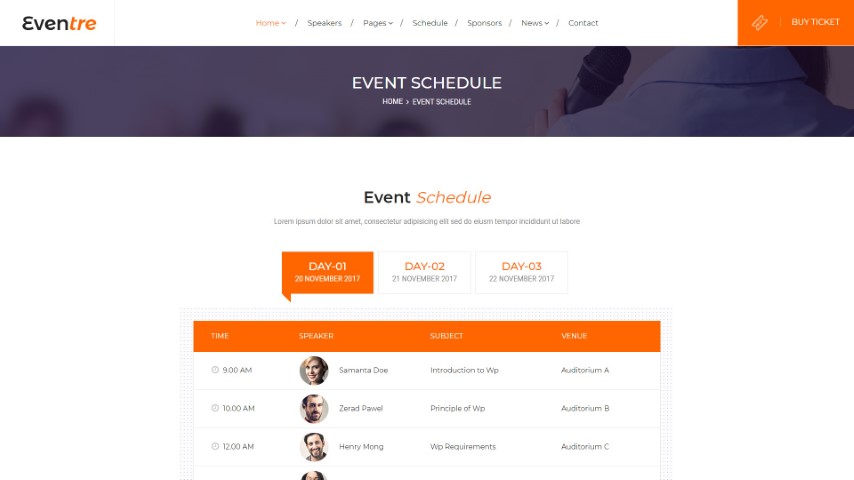 Eventre
Home / Speakers / Pages / Schedule / Sponsors / News / Contact
BUY TICKET
EVENT SCHEDULE
HOME > EVENT SCHEDULE
Event Schedule
Lorem ipsum dolor sit amet, consectetur adipisicing elit sed do eiusm tempor incididunt ut labore
DAY-01 DAY-02 DAY-03
20 NOVEMBER 2017 21 NOVEMBER 2017 22 NOVEMBER 2017
TIME SPEAKER SUBJECT VENUE
9.00 AM Samanta Doe Introduction to Wp Auditorium A
10.00 AM Zerad Pawel Principle of Wp Auditorium B
12.00 AM Henry Mong Wp Requirements Auditorium C